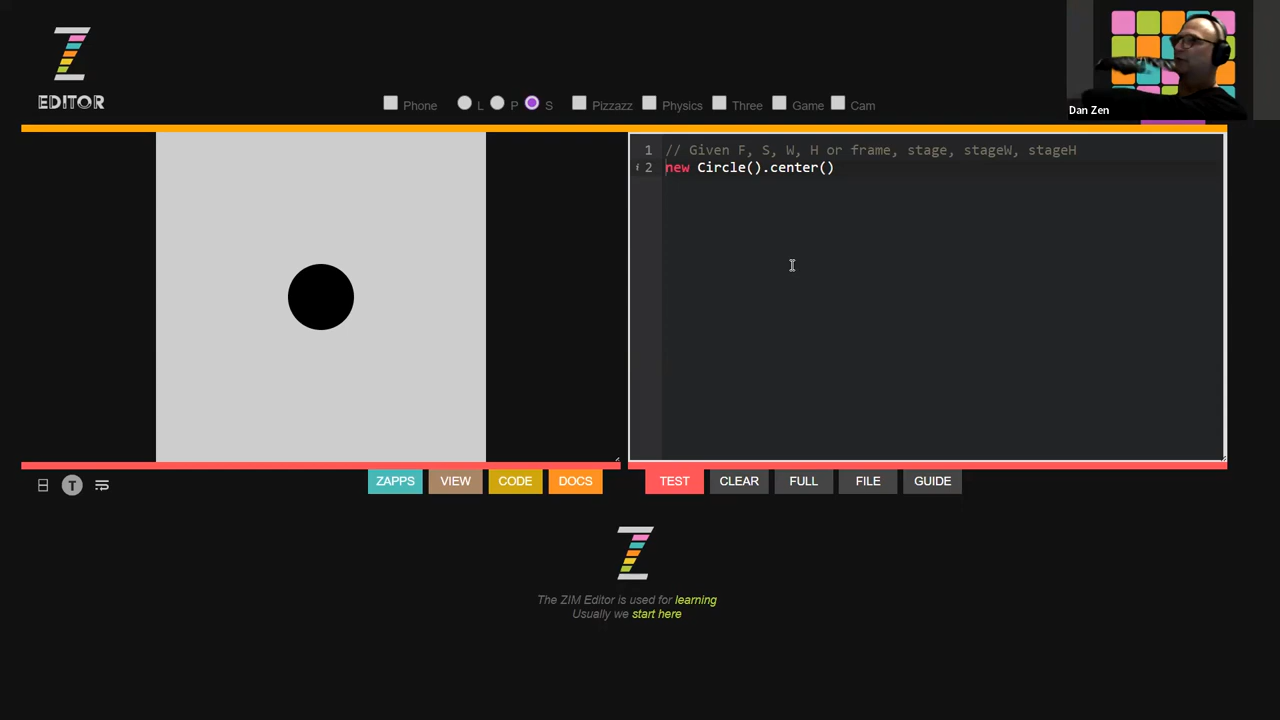 EDITOR
Phone L P S Pizzazz Physics Three Game Cam
Dan Zen
1 // Given F, S, W, H or frame, stage, stageW, stageH
i 2 new Circle().center()
T
ZAPPS VIEW CODE DOCS TEST CLEAR FULL FILE GUIDE
The ZIM Editor is used for learning
Usually we start here